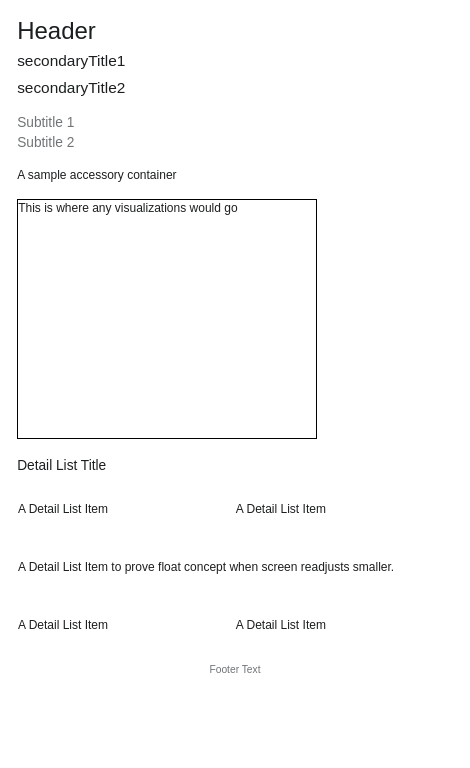 Header
secondaryTitle1
secondaryTitle2
Subtitle 1
Subtitle 2
A sample accessory container
This is where any visualizations would go
Detail List Title
A Detail List Item
A Detail List Item
A Detail List Item to prove float concept when screen readjusts smaller.
A Detail List Item
A Detail List Item
Footer Text